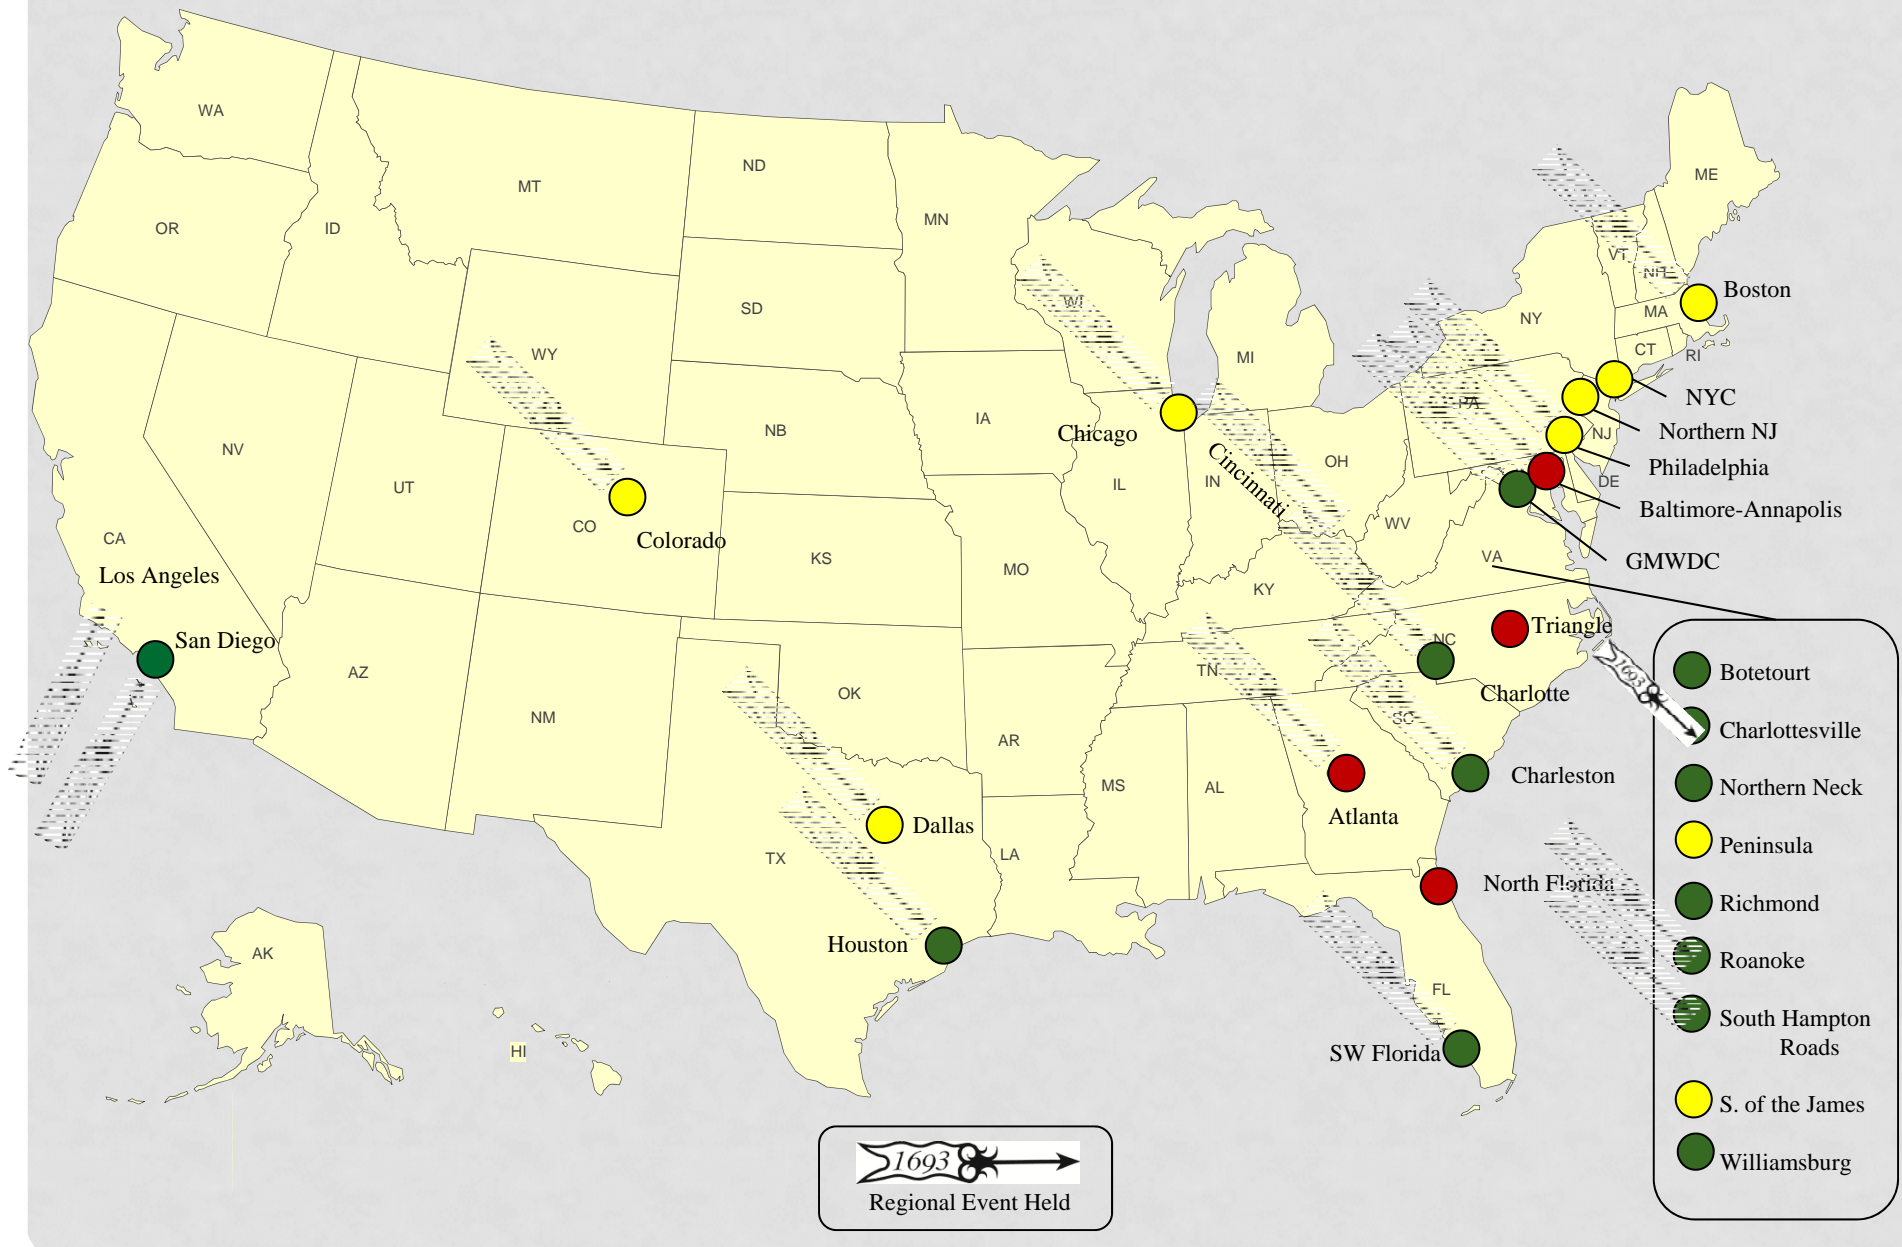 WA
MT
ND
MN
ME
OR
ID
SD
WI
VT
NH
Boston
MA
NY
WY
MI
CT
RI
NYC
PA
IA
NB
Chicago
NJ
Northern NJ
NV
OH
Philadelphia
UT
IL
IN
Cincinnati
DE
Baltimore-Annapolis
CO
Colorado
WV
CA
KS
MO
VA
GMWDC
Los Angeles
KY
San Diego
NC
Triangle
AZ
NM
OK
TN
Charlotte
1693
SC
AR
MS
AL
Charleston
Atlanta
Dallas
TX
LA
North Florida
Houston
AK
FL
HI
SW Florida
Botetourt
Charlottesville
Northern Neck
Peninsula
Richmond
Roanoke
South Hampton
Roads
S. of the James
Williamsburg
1693
Regional Event Held